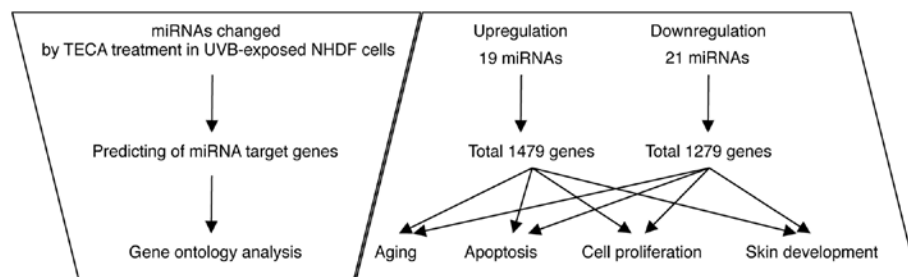 miRNAs changed
by TECA treatment in UVB-exposed NHDF cells
Predicting of miRNA target genes
Gene ontology analysis
Upregulation
19 miRNAs
Downregulation
21 miRNAs
Total 1479 genes
Total 1279 genes
Aging
Apoptosis
Cell proliferation
Skin development